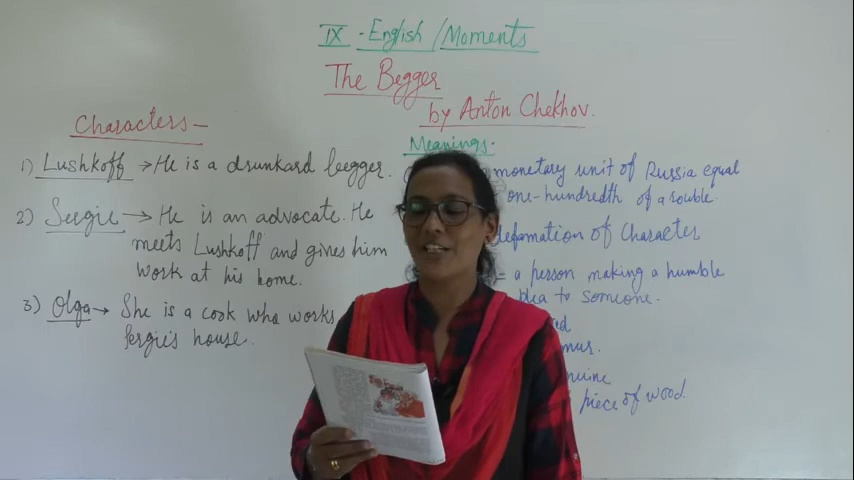 IX - English / Moments
The Begger
by Anton Chekhov.
Characters -
1) Lushkoff → He is a drunkard begger.
2) Sergie → He is an advocate. He
meets Lushkoff and gives him
work at his home.
3) Olga → She is a cook who works
Sergie's house.
Meanings.
monetary unit of Russia equal
one-hundredth of a rouble
defamation of character
= a person making a humble
plea to someone.
piece of wood.